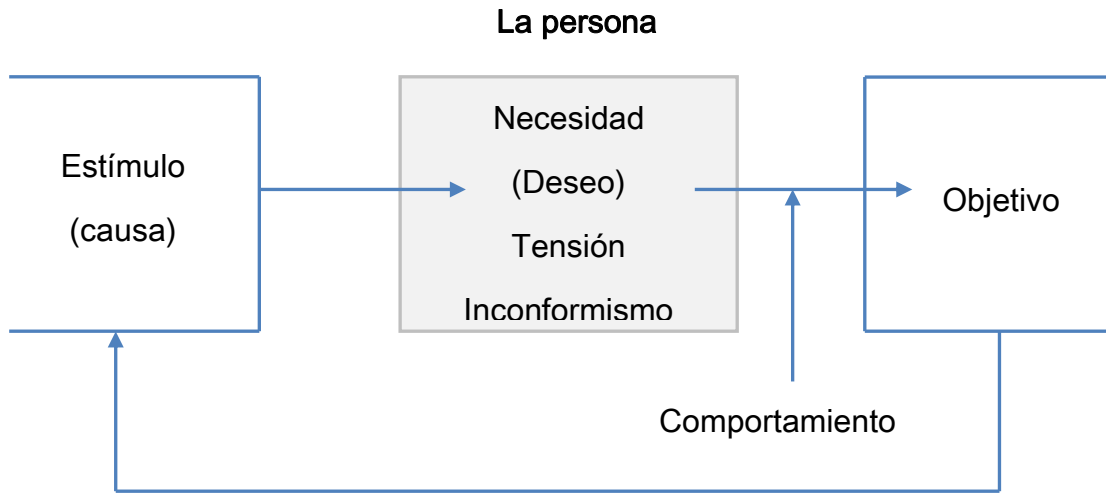 La persona
Estímulo
(causa)
Necesidad
(Deseo)
Tensión
Inconformismo
Objetivo
Comportamiento